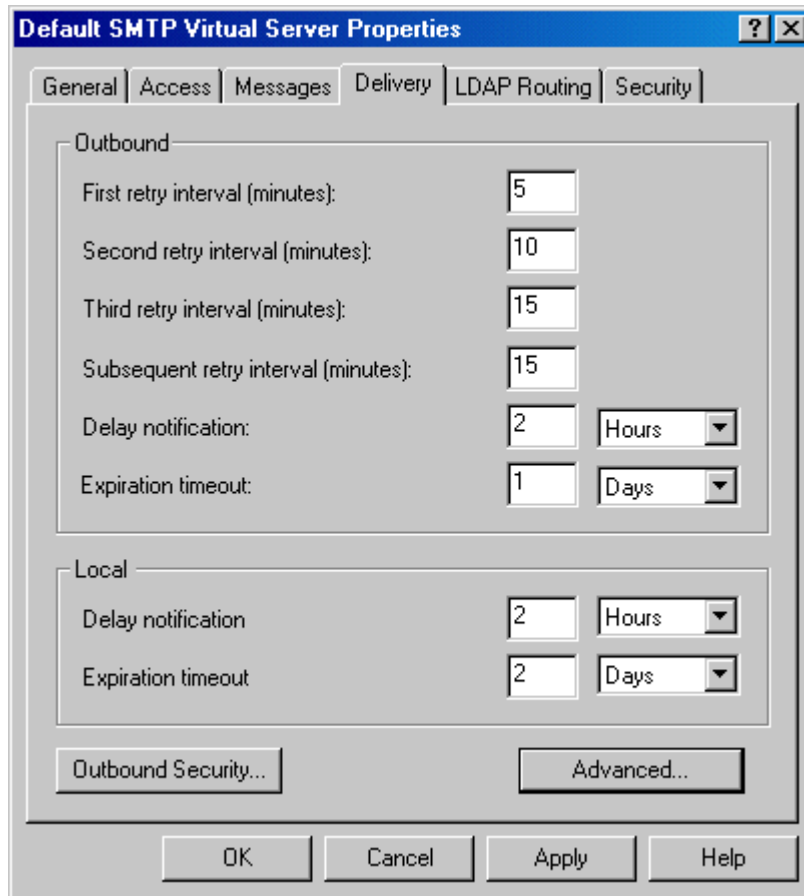 Default SMTP Virtual Server Properties
General Access Messages Delivery LDAP Routing Security
Outbound
First retry interval (minutes): 5
Second retry interval (minutes): 10
Third retry interval (minutes): 15
Subsequent retry interval (minutes): 15
Delay notification: 2 Hours
Expiration timeout: 1 Days
Local
Delay notification 2 Hours
Expiration timeout 2 Days
Outbound Security... Advanced...
OK Cancel Apply Help